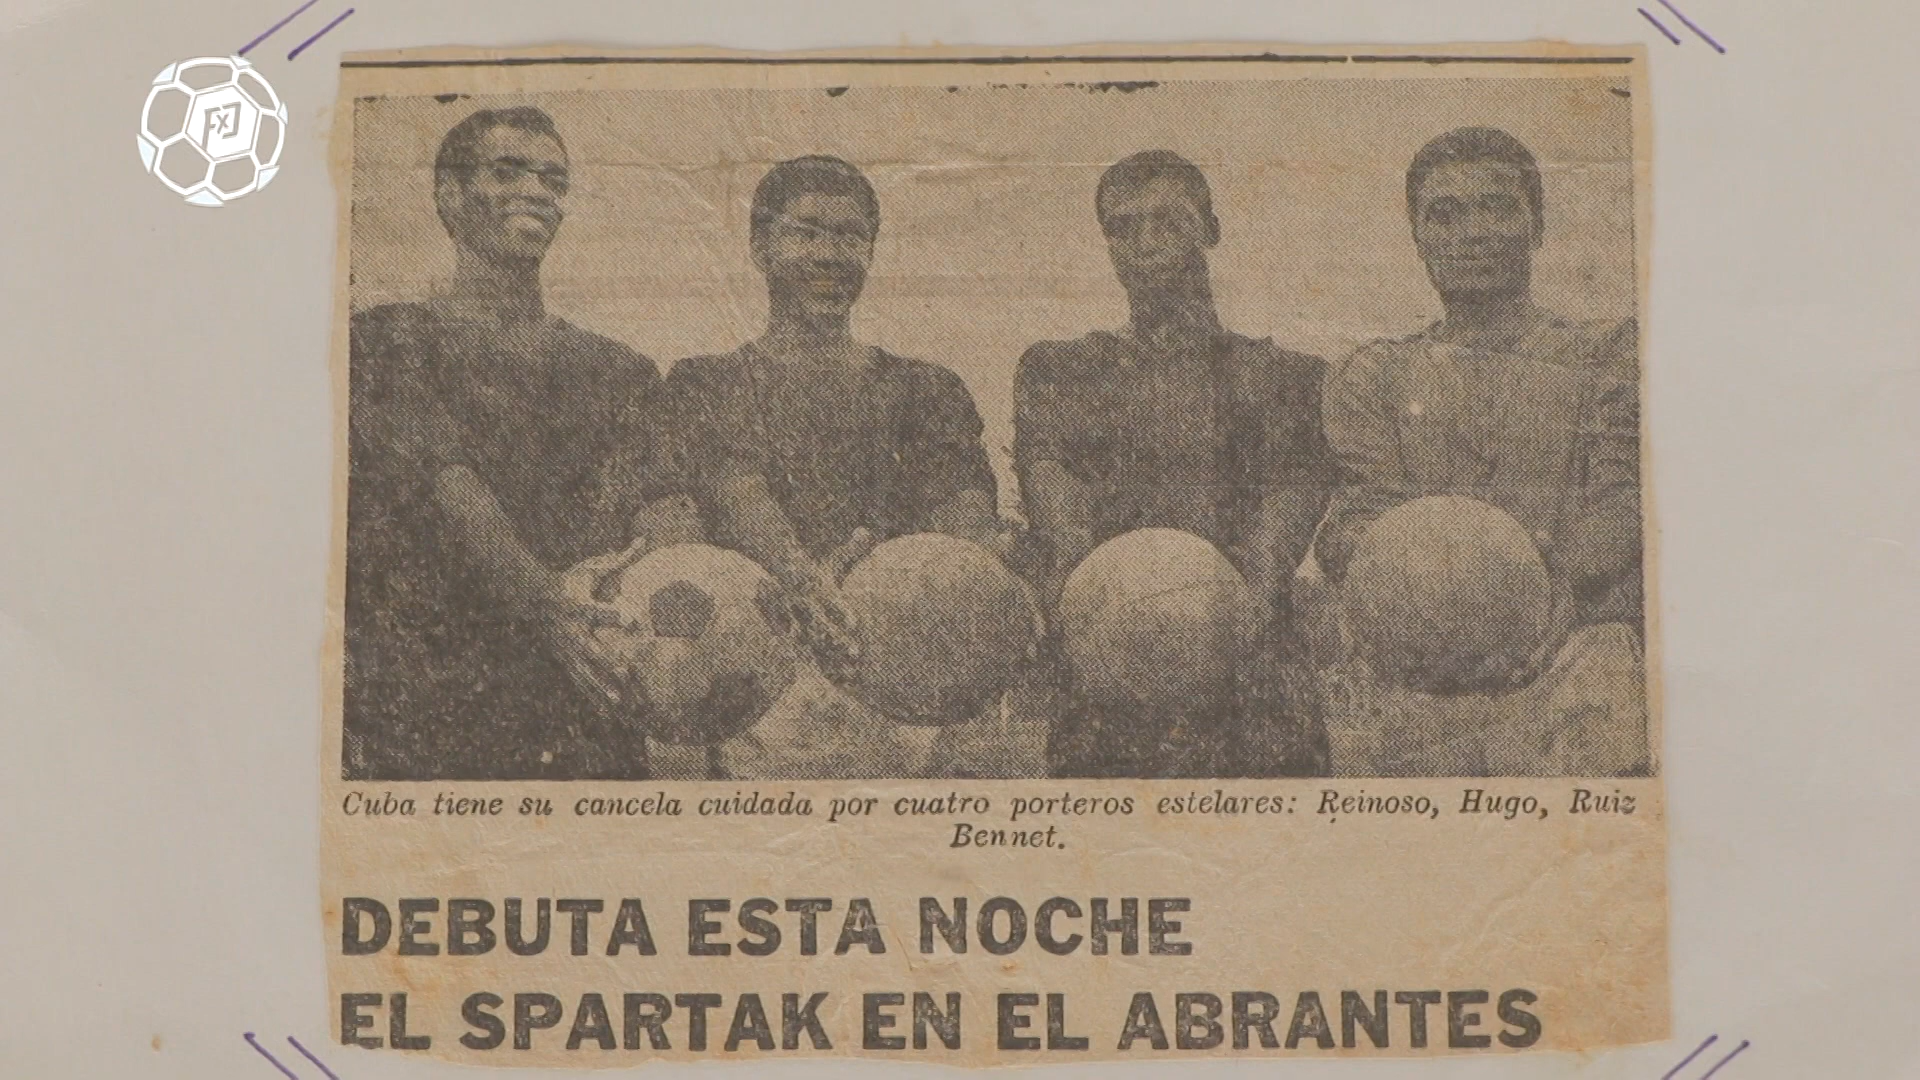 FXJ
Cuba tiene su cancela cuidada por cuatro porteros estelares: Reinoso, Hugo, Ruiz
Bennet.
DEBUTA ESTA NOCHE
EL SPARTAK EN EL ABRANTES